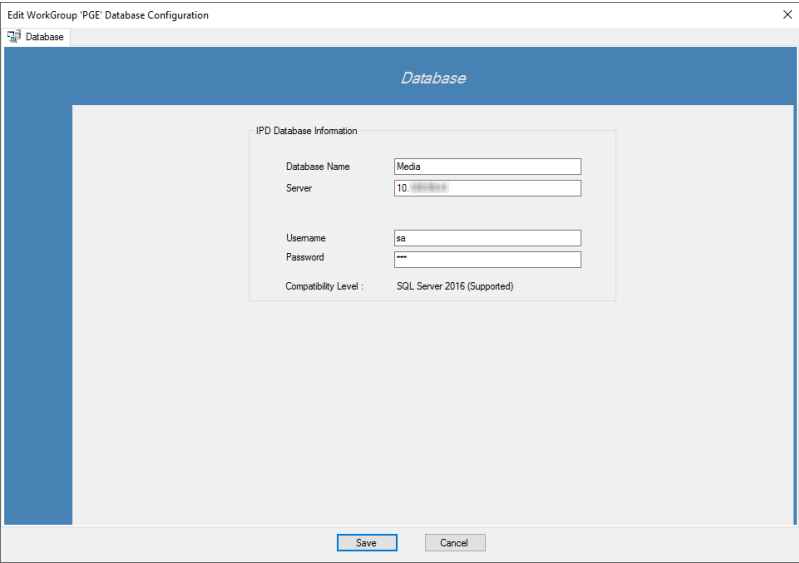 Edit WorkGroup 'PGE' Database Configuration
Database
Database
IPD Database Information
Database Name Media
Server 10.
Username sa
Password ***
Compatibility Level : SQL Server 2016 (Supported)
Save Cancel